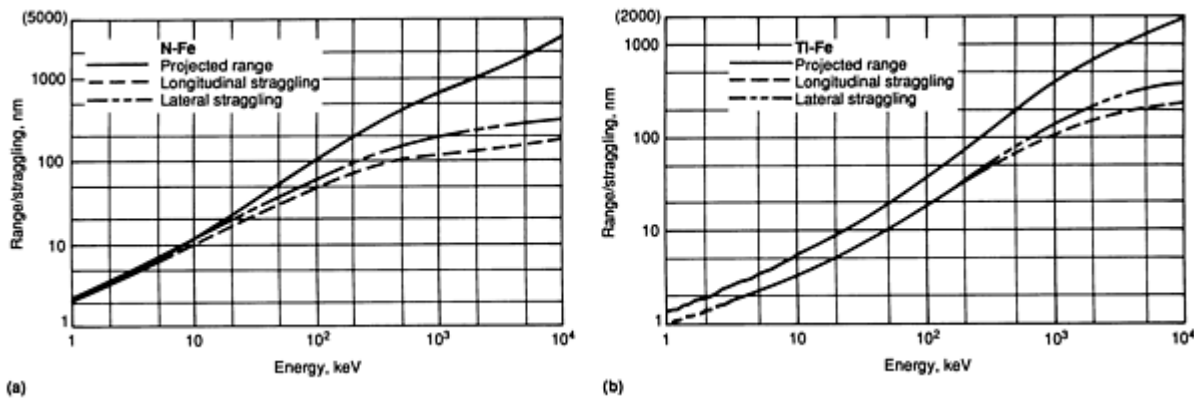 (5000)
1000
100
10
1
Range/straggling, nm
N-Fe
Projected range
Longitudinal straggling
Lateral straggling
1
10
10²
10³
10⁴
Energy, keV
(a)
(2000)
1000
100
10
1
Range/straggling, nm
TI-Fe
Projected range
Longitudinal straggling
Lateral straggling
1
10
10²
10³
10⁴
Energy, keV
(b)